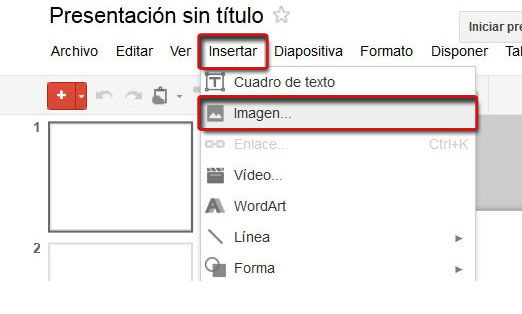 Presentación sin título
Iniciar pre
Archivo Editar Ver Insertar Diapositiva Formato Disponer Tal
Cuadro de texto
1 Imagen...
Enlace... Ctrl+K
Vídeo...
WordArt
Línea
2
Forma